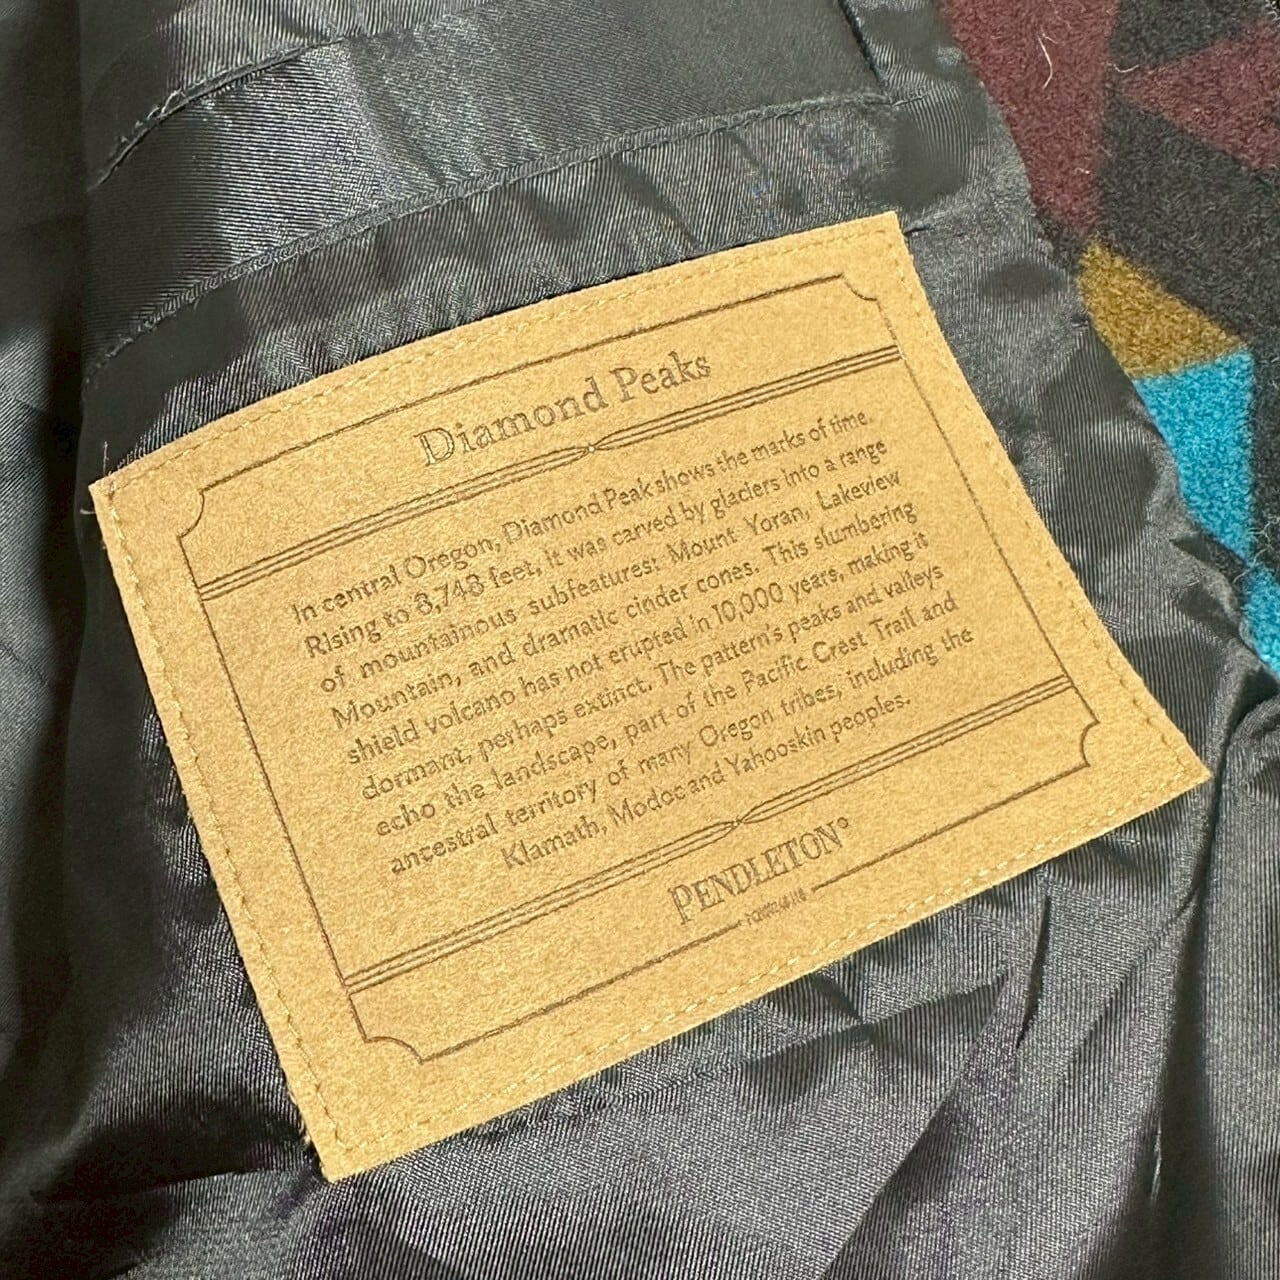 Diamond Peaks
In central Oregon, Diamond Peak shows the marks of time.
Rising to 8,748 feet, it was carved by glaciers into a range
of mountainous subfeatures: Mount Yoran, Lakeview
Mountain, and dramatic cinder cones. This slumbering
shield volcano has not erupted in 10,000 years, making it
dormant, perhaps extinct. The pattern's peaks and valleys
echo the landscape, part of the Pacific Crest Trail and
ancestral territory of many Oregon tribes, including the
Klamath, Modoc and Yahooskin peoples.
PENDLETON®